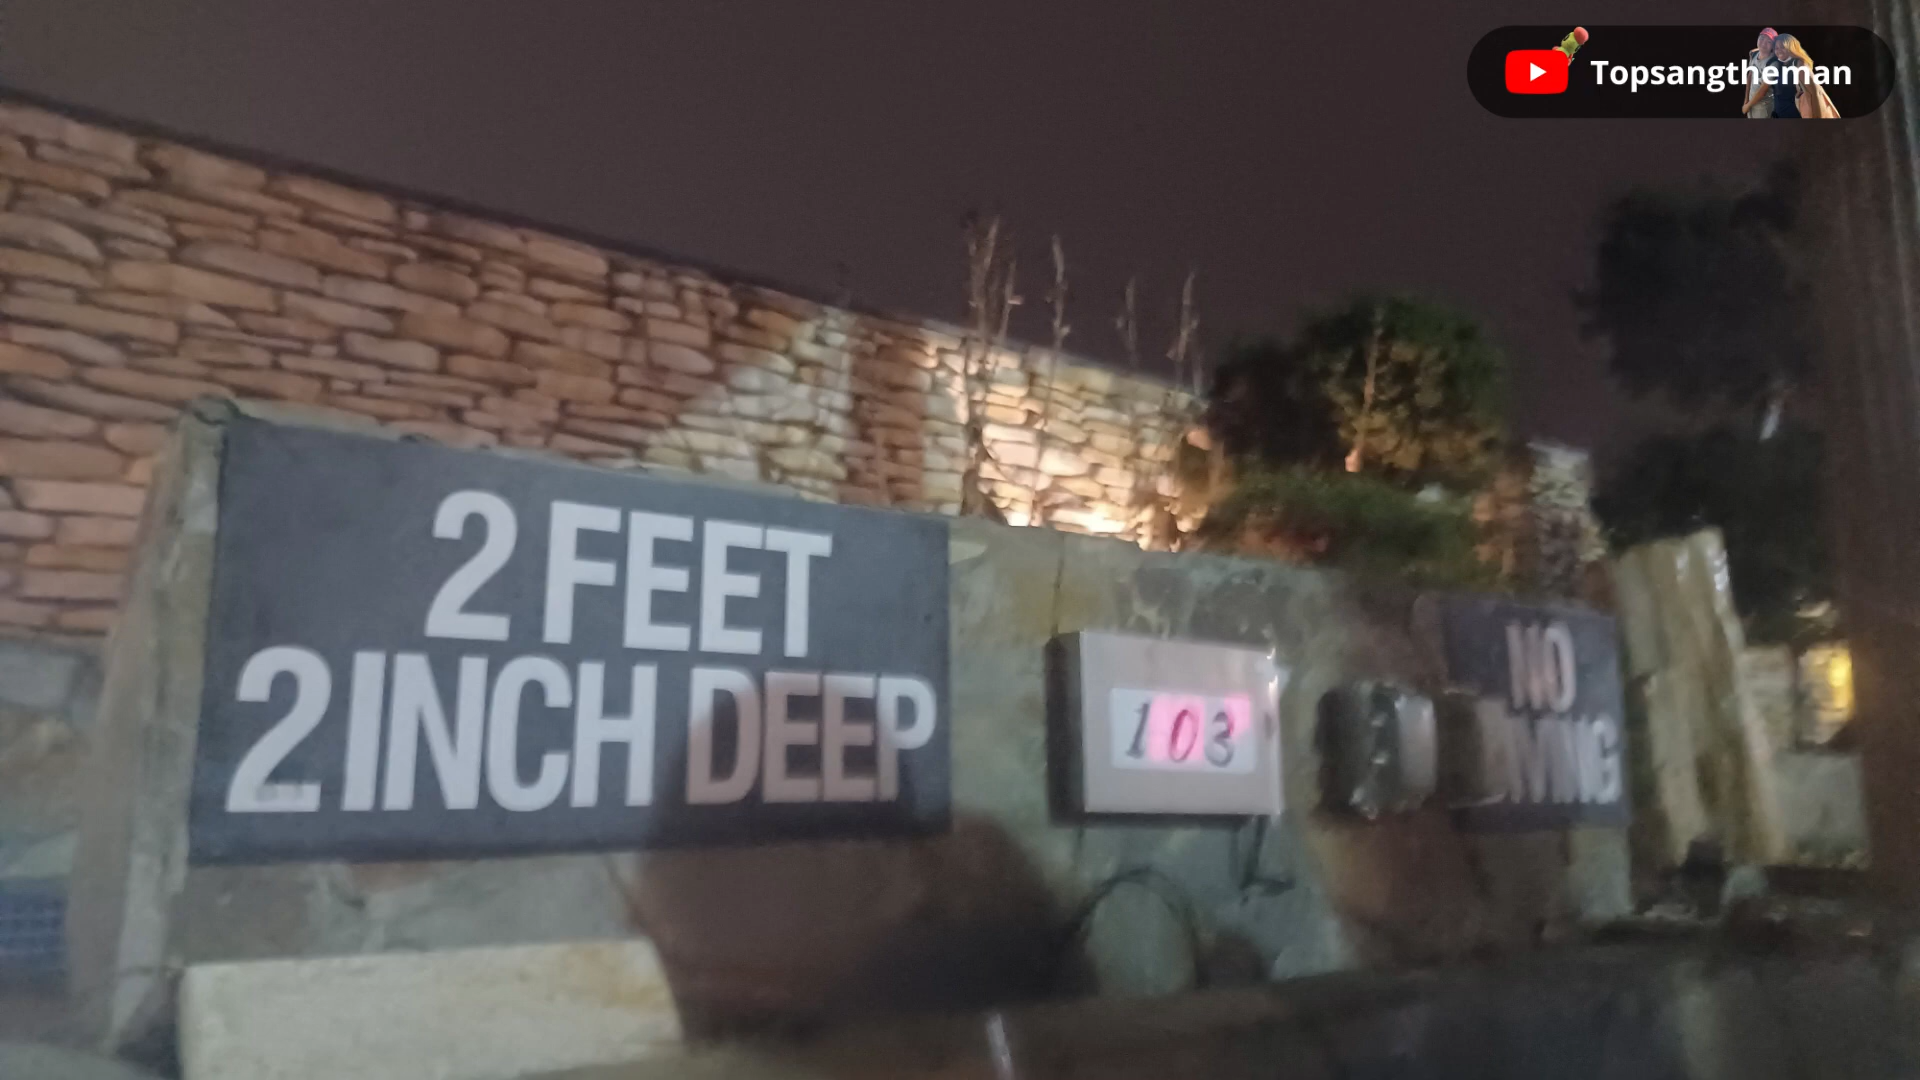 Topsangtheman
2 FEET
2 INCH DEEP
103
NO
DIVING